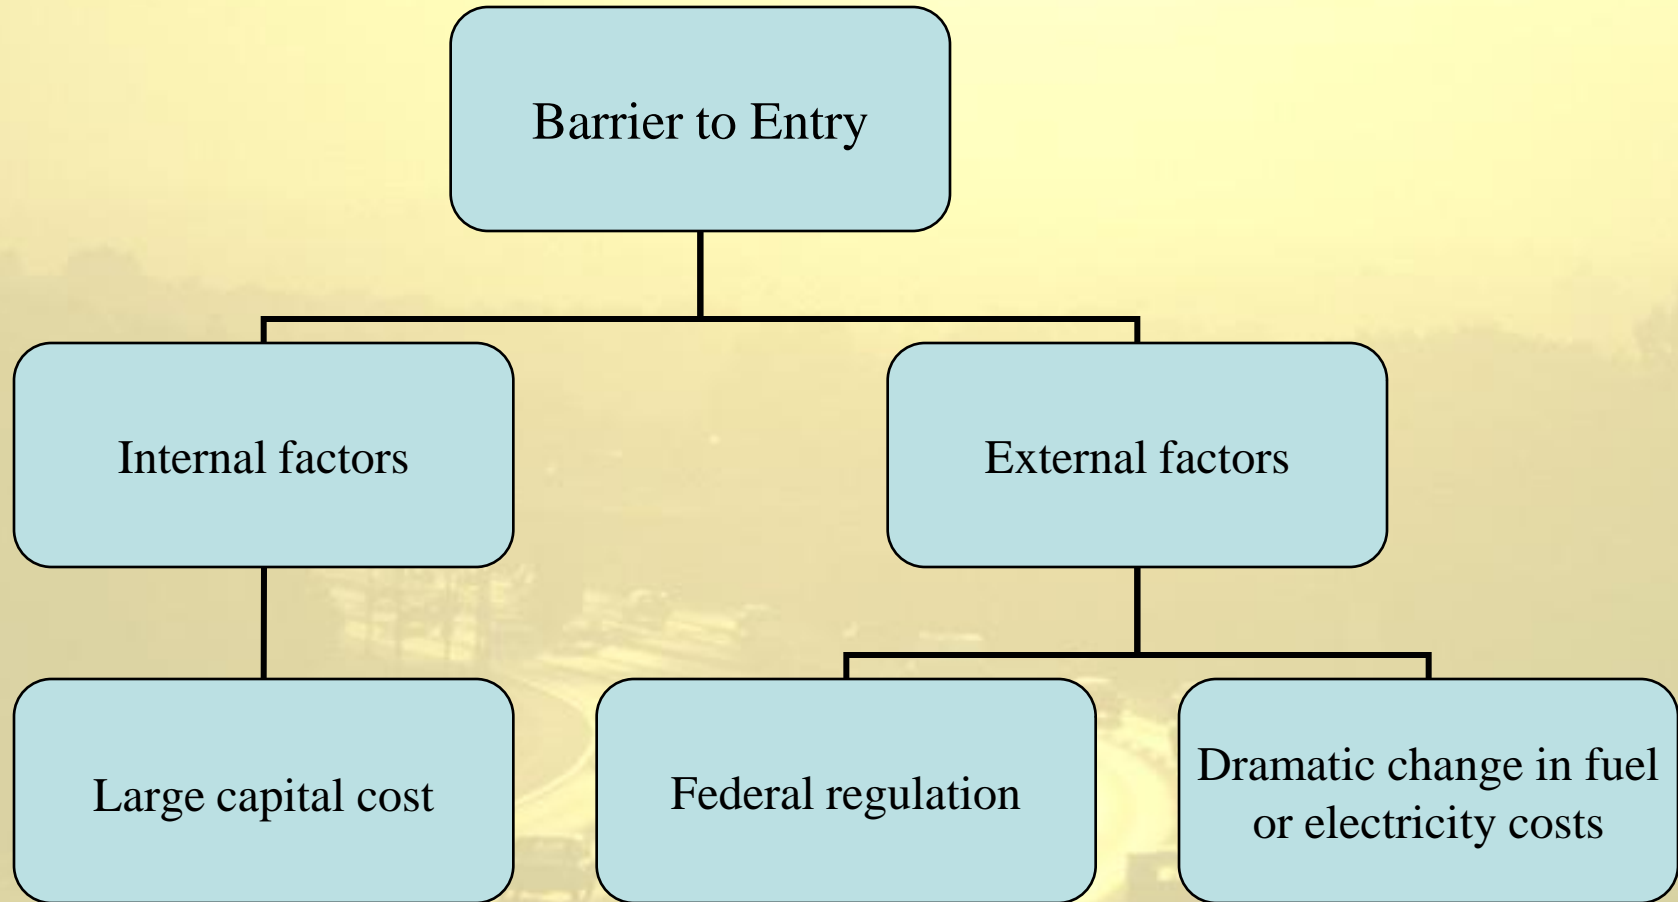 Barrier to Entry
Internal factors
External factors
Large capital cost
Federal regulation
Dramatic change in fuel
or electricity costs